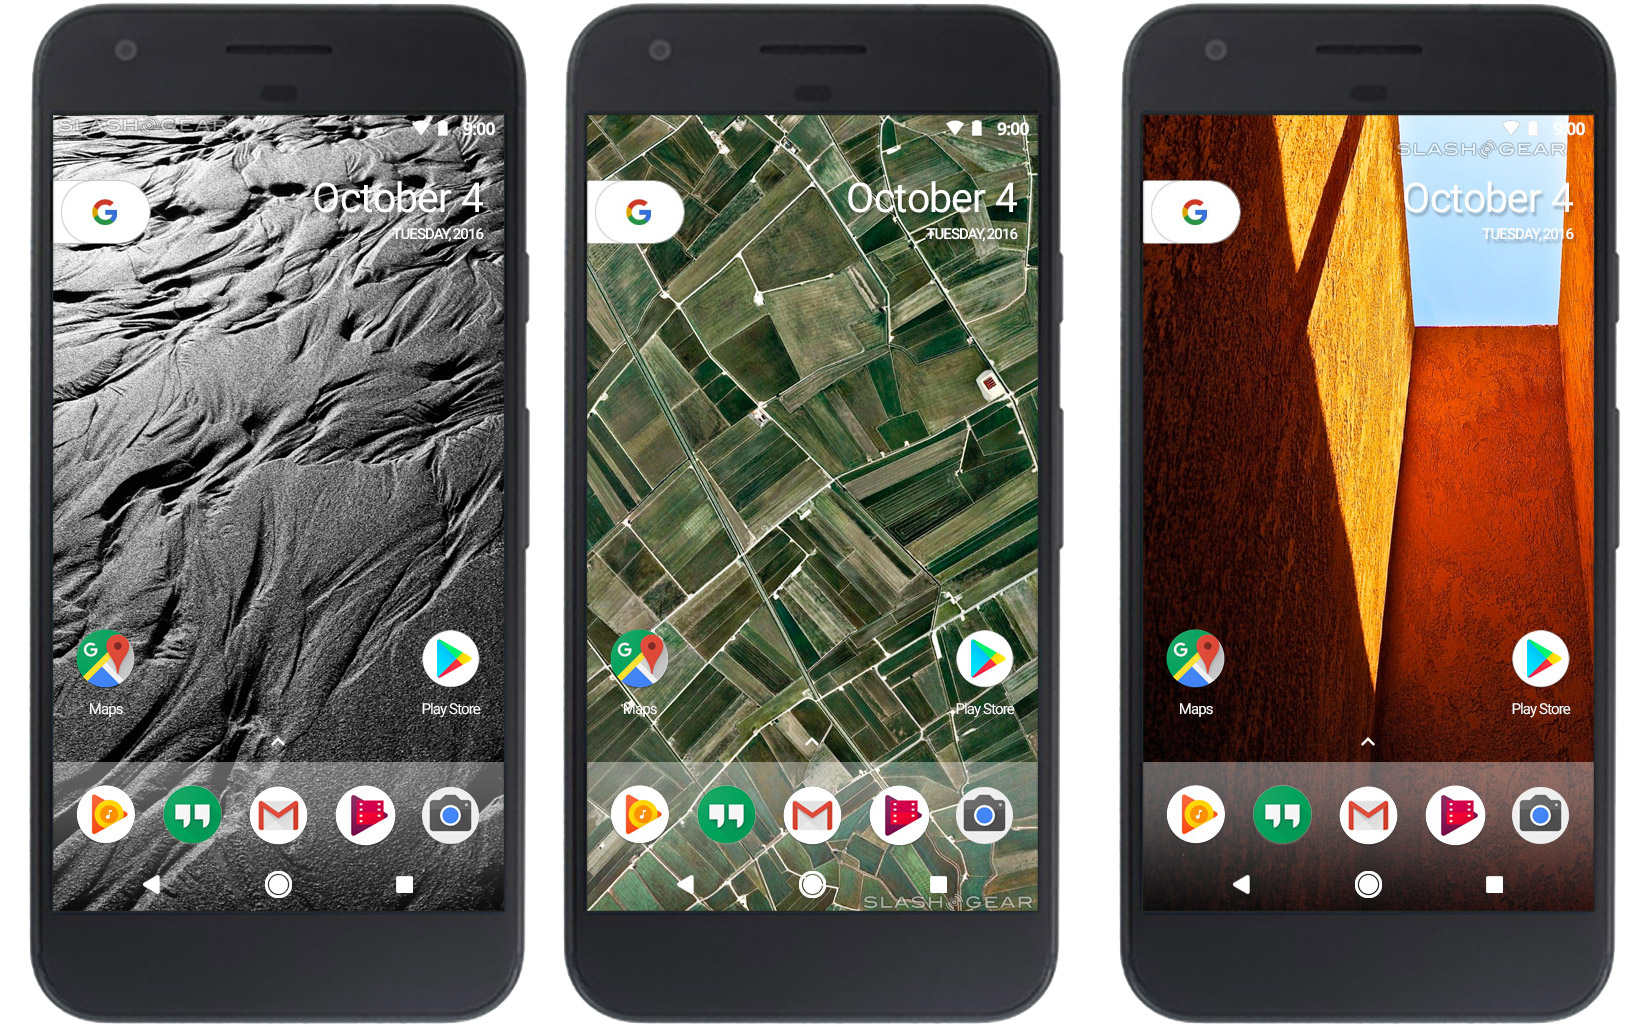 SLASHGEAR
9:00
October 4
TUESDAY, 2016
G
G
Maps
Play Store
9:00
October 4
TUESDAY, 2016
G
G
Maps
Play Store
SLASHGEAR
9:00
SLASHGEAR
October 4
TUESDAY, 2016
G
G
Maps
Play Store